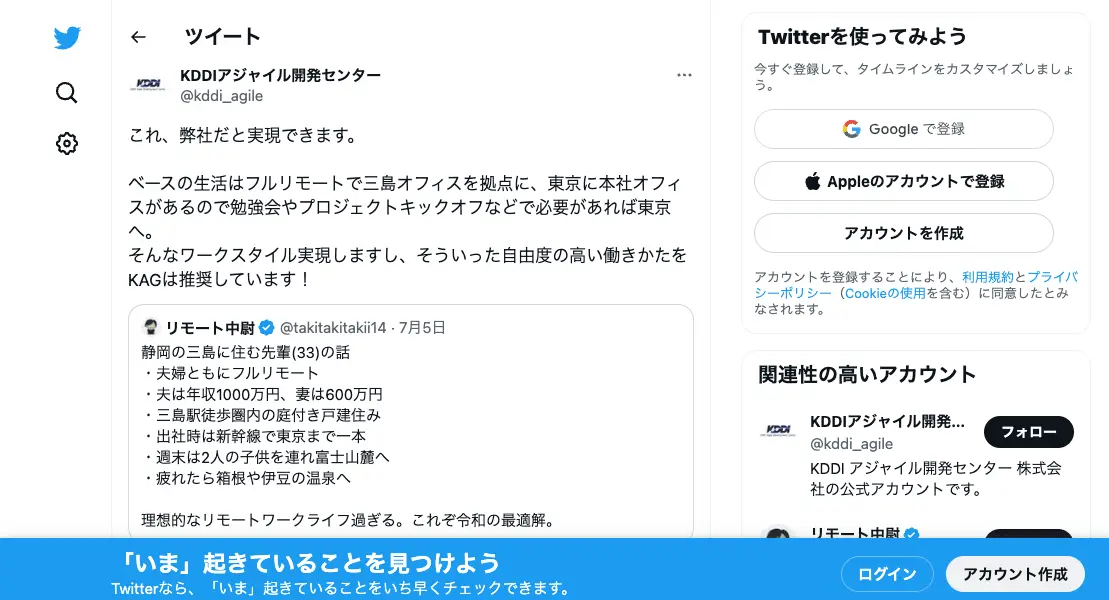 ツイート
KDDI
KDDIアジャイル開発センター
@kddi_agile
これ、弊社だと実現できます。
ベースの生活はフルリモートで三島オフィスを拠点に、東京に本社オフィ
スがあるので勉強会やプロジェクトキックオフなどで必要があれば東京
へ。
そんなワークスタイル実現しますし、そういった自由度の高い働きかたを
KAGは推奨しています！
リモート中尉 @takitakitakii14 · 7月5日
静岡の三島に住む先輩(33)の話
・夫婦ともにフルリモート
・夫は年収1000万円、妻は600万円
・三島駅徒歩圏内の庭付き戸建住み
・出社時は新幹線で東京まで一本
・週末は2人の子供を連れ富士山麓へ
・疲れたら箱根や伊豆の温泉へ
理想的なリモートワークライフ過ぎる。これぞ令和の最適解。
Twitterを使ってみよう
今すぐ登録して、タイムラインをカスタマイズしましょ
う。
Google で登録
Appleのアカウントで登録
アカウントを作成
アカウントを登録することにより、利用規約とプライバ
シーポリシー（Cookieの使用を含む）に同意したとみ
なされます。
関連性の高いアカウント
KDDI
KDDIアジャイル開発...
@kddi_agile
フォロー
KDDI アジャイル開発センター 株式会
社の公式アカウントです。
リモート中尉
「いま」起きていることを見つけよう
Twitterなら、「いま」起きていることをいち早くチェックできます。
ログイン
アカウント作成